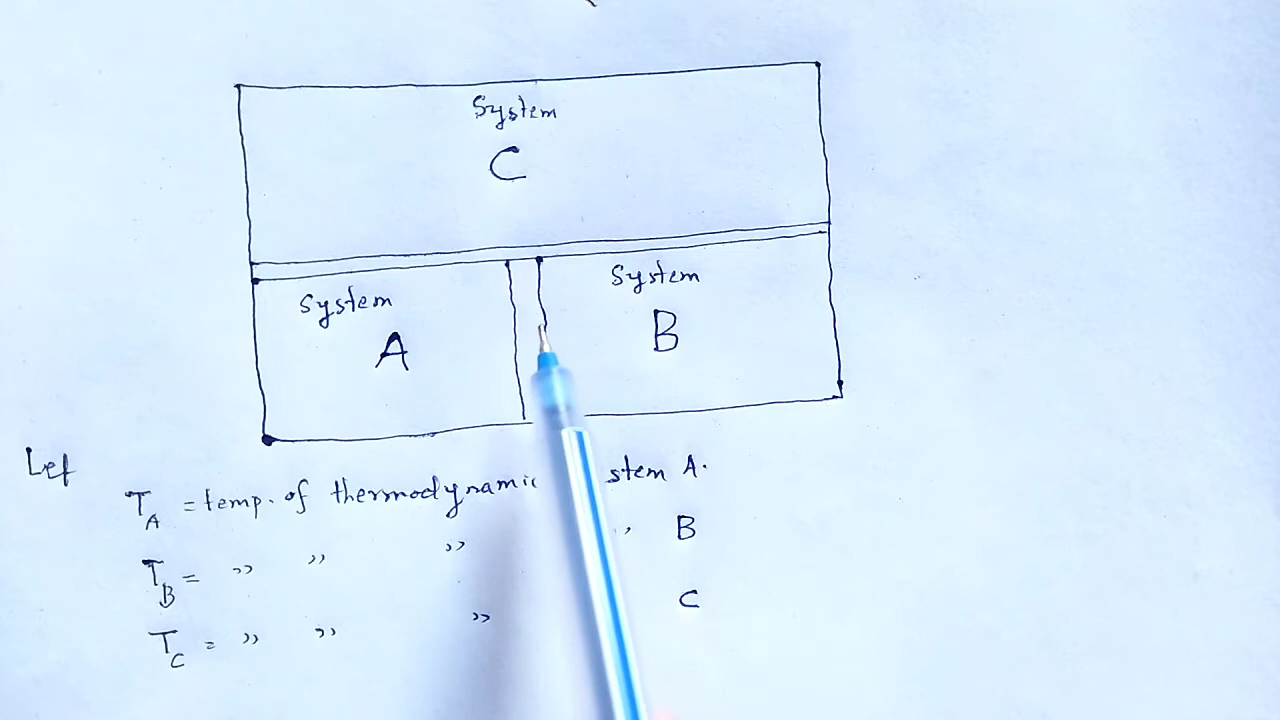 System
C
System
A
System
B
Let
T_A = temp. of thermodynamic stem A.
T_B = ,, ,, ,, ,, B
T_C = ,, ,, ,, C